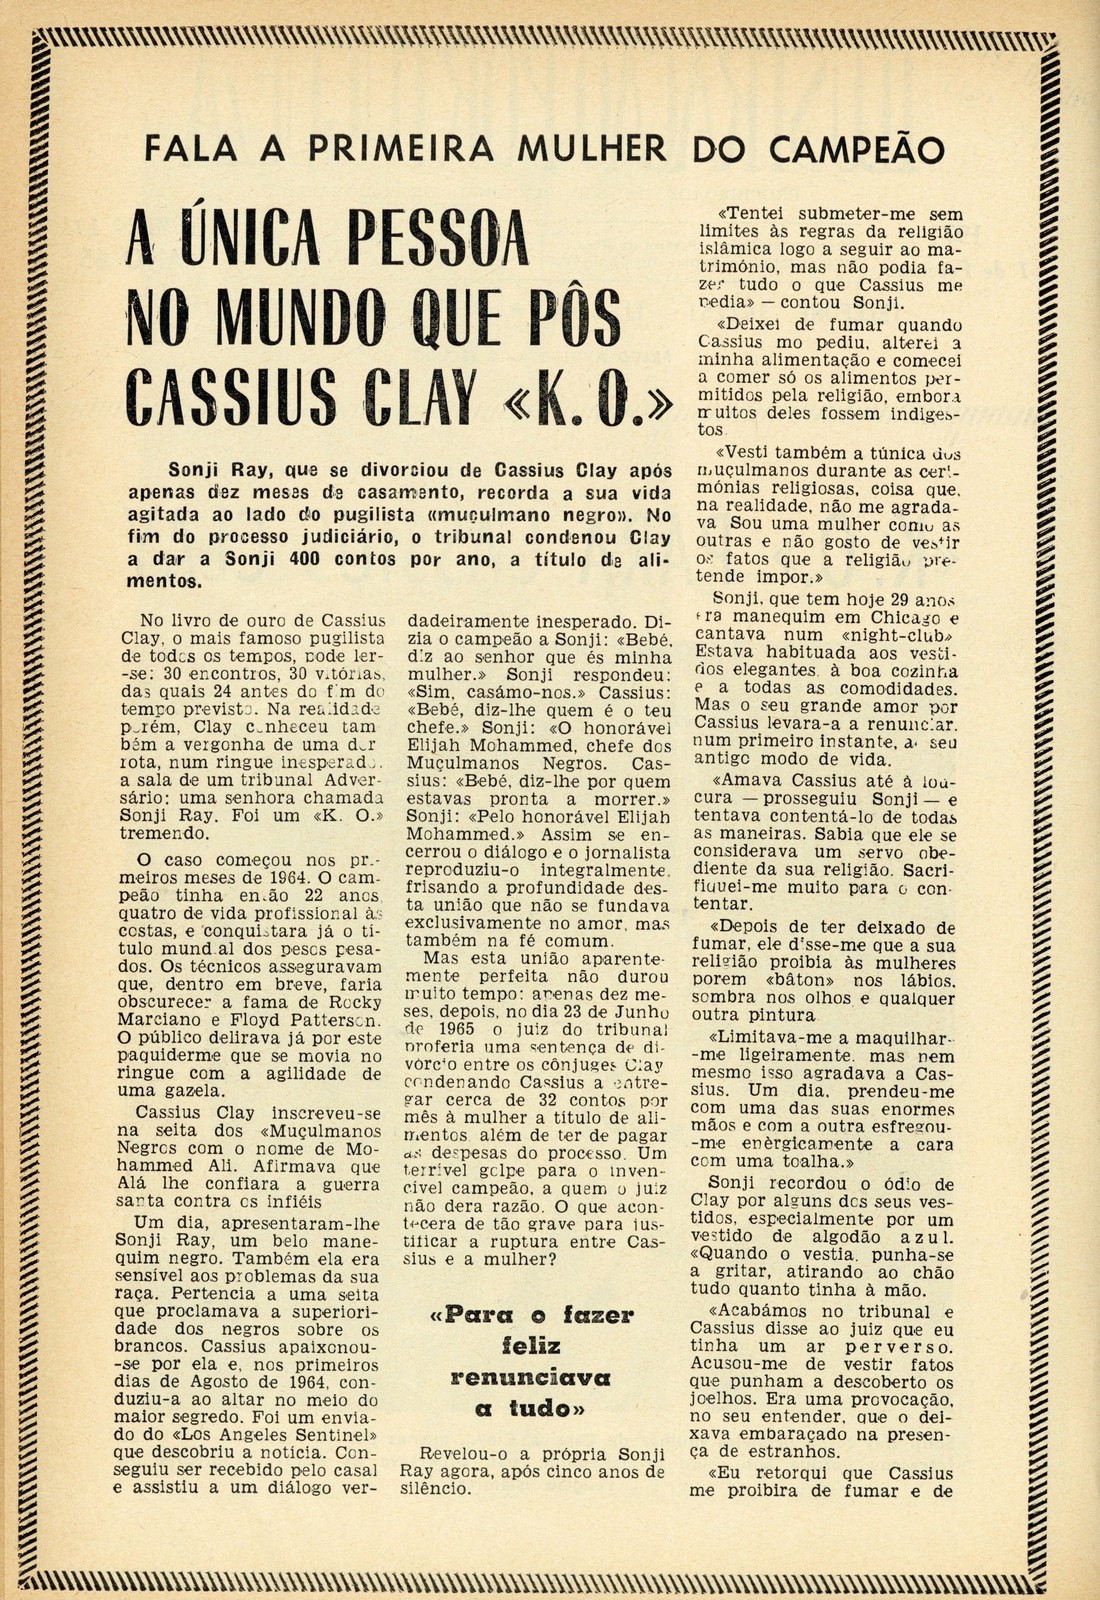 FALA A PRIMEIRA MULHER DO CAMPEÃO
A ÚNICA PESSOA
NO MUNDO QUE PÔS
CASSIUS CLAY «K. O.»
Sonji Ray, que se divorciou de Cassius Clay após
apenas dez meses de casamento, recorda a sua vida
agitada ao lado do pugilista «muçulmano negro». No
fim do processo judiciário, o tribunal condenou Clay
a dar a Sonji 400 contos por ano, a título de ali-
mentos.
No livro de ouro de Cassius
Clay, o mais famoso pugilista
de todos os tempos, pode ler-
-se: 30 encontros, 30 vitórias,
das quais 24 antes do fim do
tempo previsto. Na realidade
porém, Clay conheceu tam
bém a vergonha de uma der
rota, num ringue inesperado.
a sala de um tribunal Adver-
sário: uma senhora chamada
Sonji Ray. Foi um «K. O.»
tremendo.
O caso começou nos pri-
meiros meses de 1964. O cam-
peão tinha então 22 anos,
quatro de vida profissional às
costas, e conquistara já o tí-
tulo mundial dos pesos pesa-
dos. Os técnicos asseguravam
que, dentro em breve, faria
obscurecer a fama de Rocky
Marciano e Floyd Patterson.
O público delirava já por este
paquiderme que se movia no
ringue com a agilidade de
uma gazela.
Cassius Clay inscreveu-se
na seita dos «Muçulmanos
Negros com o nome de Mo-
hammed Ali. Afirmava que
Alá lhe confiara a guerra
santa contra os infiéis
Um dia, apresentaram-lhe
Sonji Ray, um belo mane-
quim negro. Também ela era
sensível aos problemas da sua
raça. Pertencia a uma seita
que proclamava a superiori-
dade dos negros sobre os
brancos. Cassius apaixonou-
-se por ela e, nos primeiros
dias de Agosto de 1964, con-
duziu-a ao altar no meio do
maior segredo. Foi um envia-
do do «Los Angeles Sentinel»
que descobriu a notícia. Con-
seguiu ser recebido pelo casal
e assistiu a um diálogo ver-
dadeiramente inesperado. Di-
zia o campeão a Sonji: «Bebé,
diz ao senhor que és minha
mulher.» Sonji respondeu:
«Sim, casámo-nos.» Cassius:
«Bebé, diz-lhe quem é o teu
chefe.» Sonji: «O honorável
Elijah Mohammed, chefe dos
Muçulmanos Negros. Cas-
sius: «Bebé, diz-lhe por quem
estavas pronta a morrer.»
Sonji: «Pelo honorável Elijah
Mohammed.» Assim se en-
cerrou o diálogo e o jornalista
reproduziu-o integralmente,
frisando a profundidade des-
ta união que não se fundava
exclusivamente no amor, mas
também na fé comum.
Mas esta união aparente-
mente perfeita não durou
muito tempo: apenas dez me-
ses, depois, no dia 23 de Junho
de 1965 o juiz do tribunal
proferia uma sentença de di-
vórcio entre os cônjuges Clay
condenando Cassius a entre-
gar cerca de 32 contos por
mês à mulher a título de ali-
mentos além de ter de pagar
as despesas do processo. Um
terrível golpe para o inven-
cível campeão, a quem o juiz
não dera razão. O que acon-
tecera de tão grave para jus-
tificar a ruptura entre Cas-
sius e a mulher?
«Para o fazer
feliz
renunciava
a tudo»
Revelou-o a própria Sonji
Ray agora, após cinco anos de
silêncio.
«Tentei submeter-me sem
limites às regras da religião
islâmica logo a seguir ao ma-
trimónio, mas não podia fa-
zer tudo o que Cassius me
pedia» — contou Sonji.
«Deixei de fumar quando
Cassius mo pediu, alterei a
minha alimentação e comecei
a comer só os alimentos per-
mitidos pela religião, embora
muitos deles fossem indiges-
tos
«Vesti também a túnica dos
muçulmanos durante as ceri-
mónias religiosas, coisa que,
na realidade, não me agrada-
va Sou uma mulher como as
outras e não gosto de vestir
os fatos que a religião pre-
tende impor.»
Sonji, que tem hoje 29 anos
era manequim em Chicago e
cantava num «night-club»
Estava habituada aos vesti-
dos elegantes, à boa cozinha
e a todas as comodidades.
Mas o seu grande amor por
Cassius levara-a a renunciar,
num primeiro instante, ao seu
antigo modo de vida.
«Amava Cassius até à lou-
cura — prosseguiu Sonji — e
tentava contentá-lo de todas
as maneiras. Sabia que ele se
considerava um servo obe-
diente da sua religião. Sacri-
fiquei-me muito para o con-
tentar.
«Depois de ter deixado de
fumar, ele disse-me que a sua
religião proibia às mulheres
porem «bâton» nos lábios,
sombra nos olhos e qualquer
outra pintura
«Limitava-me a maquilhar-
-me ligeiramente, mas nem
mesmo isso agradava a Cas-
sius. Um dia, prendeu-me
com uma das suas enormes
mãos e com a outra esfregou-
-me enèrgicamente a cara
com uma toalha.»
Sonji recordou o ódio de
Clay por alguns dos seus ves-
tidos, especialmente por um
vestido de algodão azul.
«Quando o vestia, punha-se
a gritar, atirando ao chão
tudo quanto tinha à mão.
«Acabámos no tribunal e
Cassius disse ao juiz que eu
tinha um ar perverso.
Acusou-me de vestir fatos
que punham a descoberto os
joelhos. Era uma provocação,
no seu entender, que o dei-
xava embaraçado na presen-
ça de estranhos.
«Eu retorqui que Cassius
me proibira de fumar e de